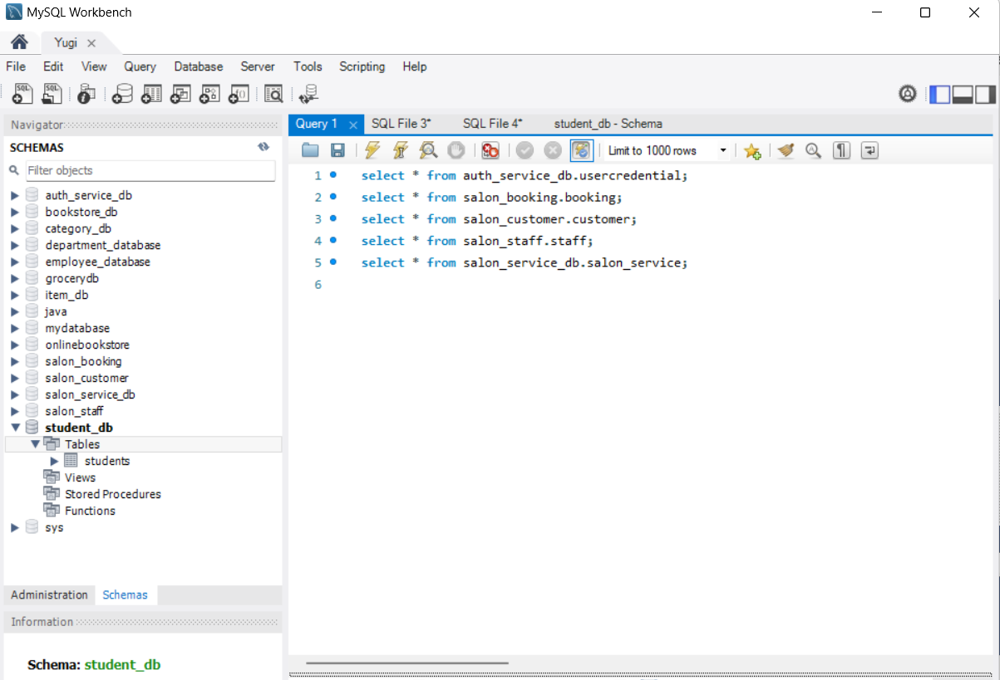 MySQL Workbench
Yugi
File Edit View Query Database Server Tools Scripting Help
SQL SQL
Navigator
SCHEMAS
Filter objects
auth_service_db
bookstore_db
category_db
department_database
employee_database
grocerydb
item_db
java
mydatabase
onlinebookstore
salon_booking
salon_customer
salon_service_db
salon_staff
student_db
Tables
students
Views
Stored Procedures
Functions
sys
Administration Schemas
Information
Schema: student_db
Query 1 SQL File 3* SQL File 4* student_db - Schema
Limit to 1000 rows
1 select * from auth_service_db.usercredential;
2 select * from salon_booking.booking;
3 select * from salon_customer.customer;
4 select * from salon_staff.staff;
5 select * from salon_service_db.salon_service;
6